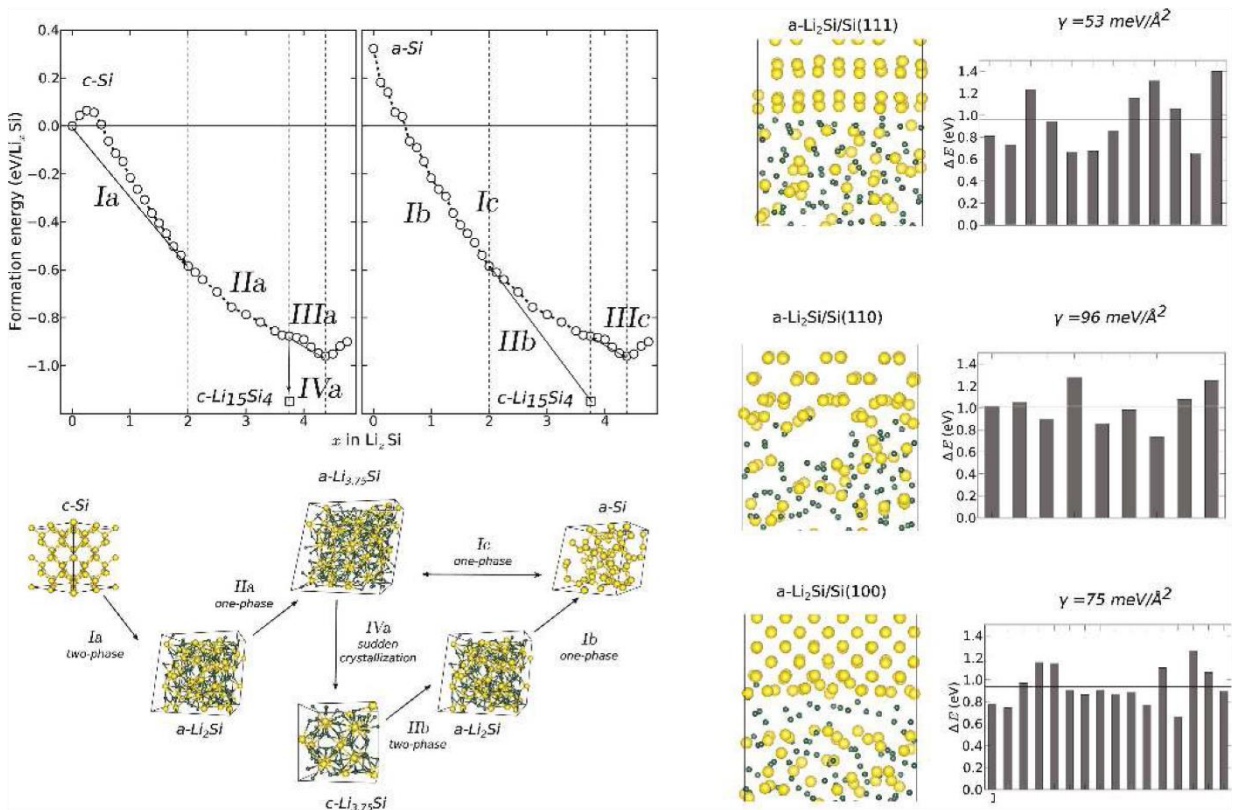 0.4
0.2
0.0
−0.2
−0.4
−0.6
−0.8
−1.0
Formation energy (eV/LiₓSi)
c-Si
Ia
IIa
IIIa
IVa
c-Li₁₅Si₄
0 1 2 3 4
a-Si
Ib
Ic
IIb
IIIc
c-Li₁₅Si₄
0 1 2 3 4
x in LiₓSi
c-Si
Ia
two-phase
a-Li₂Si
IIa
one-phase
a-Li₃.₇₅Si
IVa
sudden
crystallization
c-Li₃.₇₅Si
IIb
two-phase
a-Li₂Si
Ib
one-phase
Ic
one-phase
a-Si
a-Li₂Si/Si(111)
γ =53 meV/Å²
1.4
1.2
1.0
0.8
0.6
0.4
0.2
0.0
ΔE (eV)
a-Li₂Si/Si(110)
γ =96 meV/Å²
1.4
1.2
1.0
0.8
0.6
0.4
0.2
0.0
ΔE (eV)
a-Li₂Si/Si(100)
γ =75 meV/Å²
1.4
1.2
1.0
0.8
0.6
0.4
0.2
0.0
ΔE (eV)
]